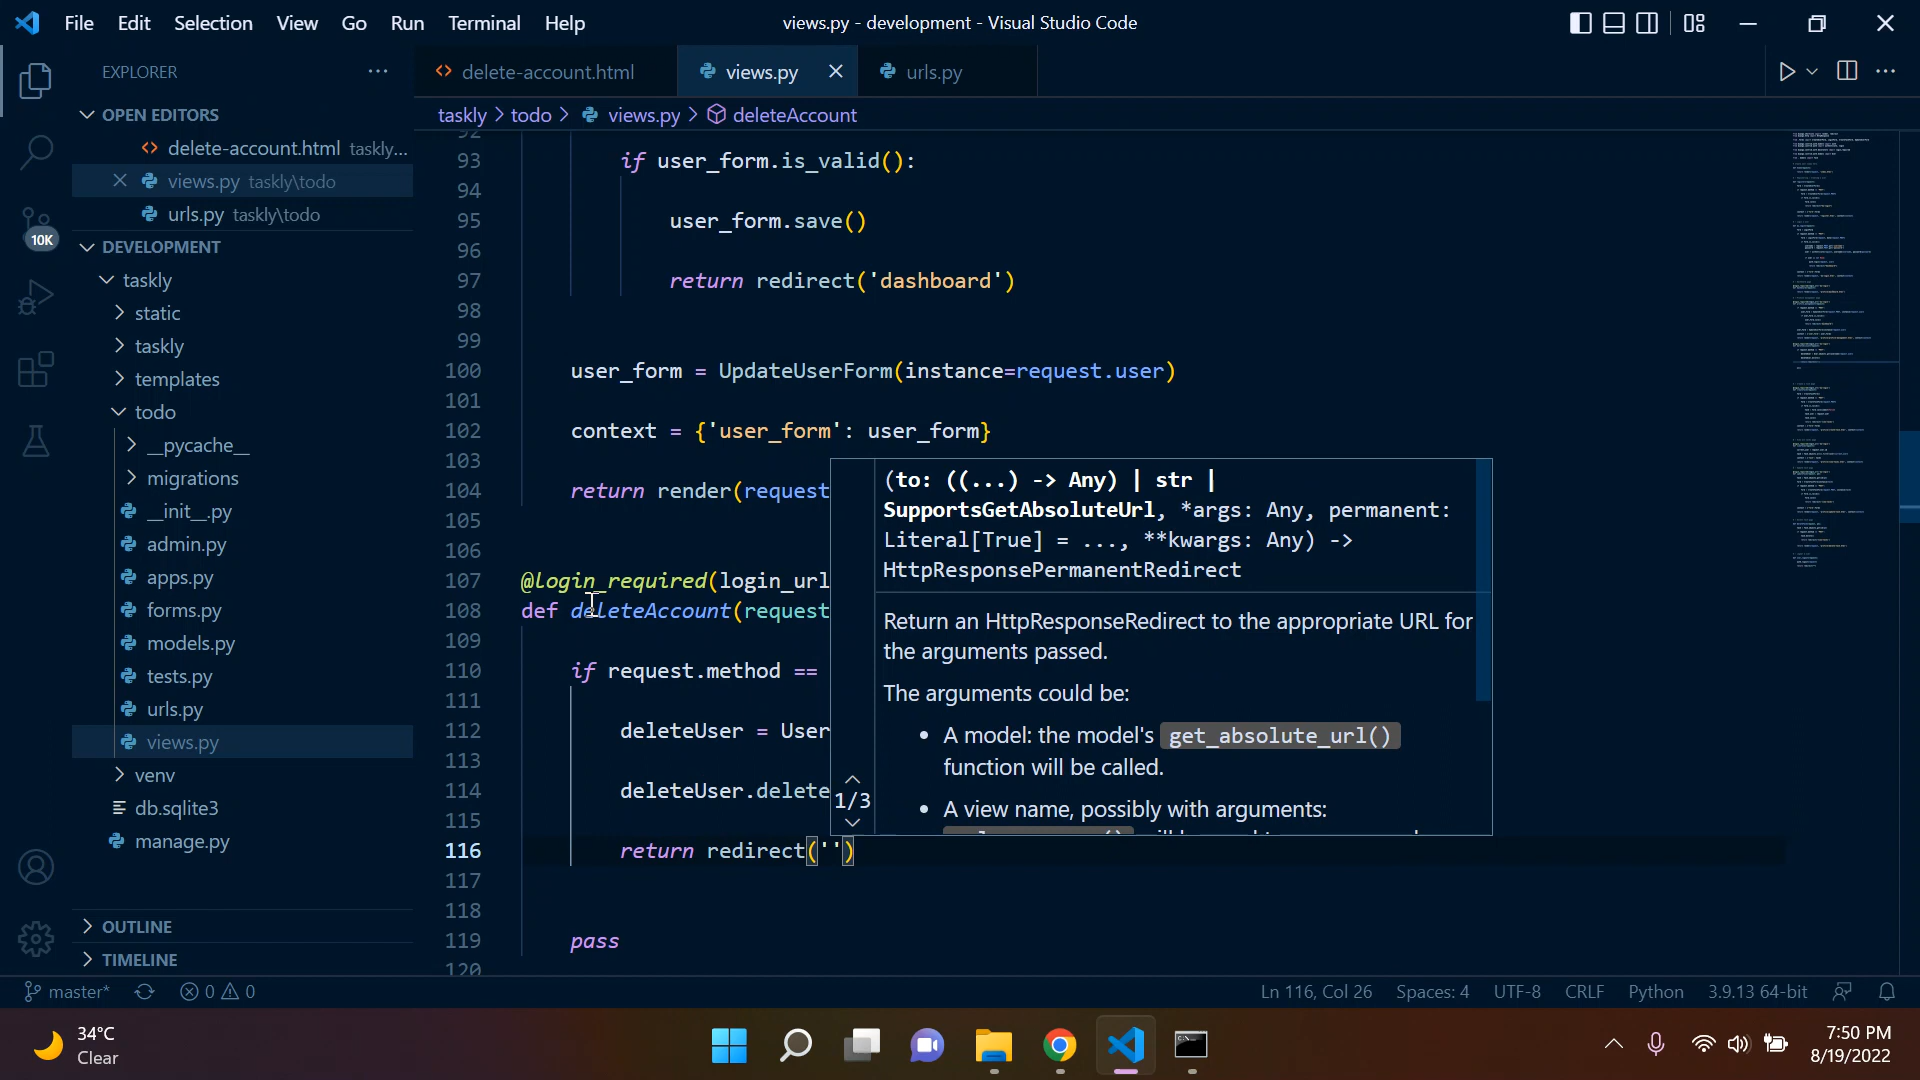 File Edit Selection View Go Run Terminal Help
views.py - development - Visual Studio Code
EXPLORER
OPEN EDITORS
delete-account.html taskly...
views.py taskly\todo
urls.py taskly\todo
DEVELOPMENT
taskly
static
taskly
templates
todo
__pycache__
migrations
__init__.py
admin.py
apps.py
forms.py
models.py
tests.py
urls.py
views.py
venv
db.sqlite3
manage.py
OUTLINE
TIMELINE
10K
delete-account.html views.py urls.py
taskly todo views.py deleteAccount
92
93 if user_form.is_valid():
94
95 user_form.save()
96
97 return redirect('dashboard')
98
99
100 user_form = UpdateUserForm(instance=request.user)
101
102 context = {'user_form': user_form}
103
104 return render(request
105
106
107 @login_required(login_url
108 def deleteAccount(request
109
110 if request.method ==
111
112 deleteUser = User
113
114 deleteUser.delete
115
116 return redirect('')
117
118
119 pass
120
(to: ((...) -> Any) | str |
SupportsGetAbsoluteUrl, *args: Any, permanent:
Literal[True] = ..., **kwargs: Any) ->
HttpResponsePermanentRedirect
Return an HttpResponseRedirect to the appropriate URL for
the arguments passed.
The arguments could be:
A model: the model's get_absolute_url()
function will be called.
A view name, possibly with arguments:
1/3
master* 0 0 Ln 116, Col 26 Spaces: 4 UTF-8 CRLF Python 3.9.13 64-bit
34°C
Clear
7:50 PM
8/19/2022